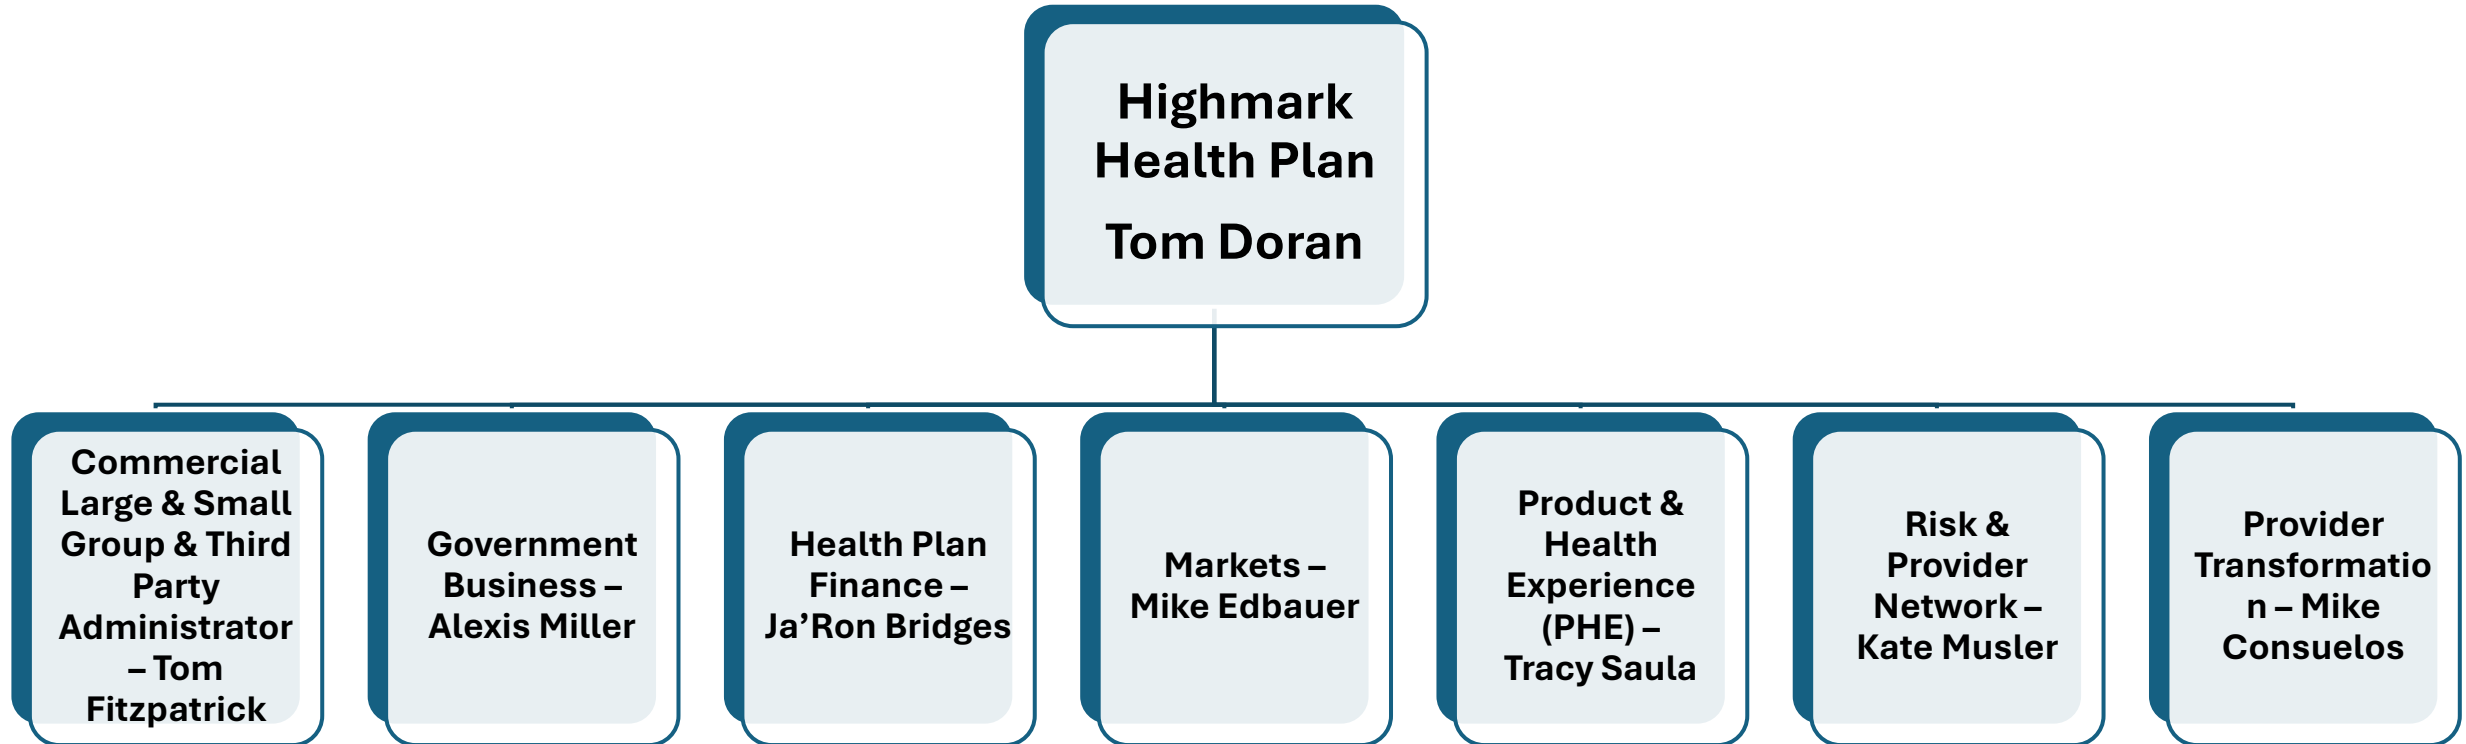 Highmark
Health Plan
Tom Doran
Commercial
Large & Small
Group & Third
Party
Administrator
– Tom
Fitzpatrick
Government
Business –
Alexis Miller
Health Plan
Finance –
Ja’Ron Bridges
Markets –
Mike Edbauer
Product &
Health
Experience
(PHE) –
Tracy Saula
Risk &
Provider
Network –
Kate Musler
Provider
Transformatio
n – Mike
Consuelos